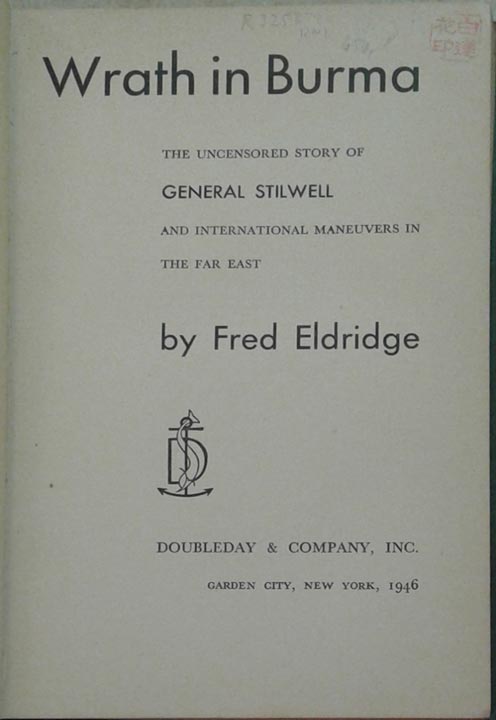 Wrath in Burma
THE UNCENSORED STORY OF
GENERAL STILWELL
AND INTERNATIONAL MANEUVERS IN
THE FAR EAST
by Fred Eldridge
D
DOUBLEDAY & COMPANY, INC.
GARDEN CITY, NEW YORK, 1946